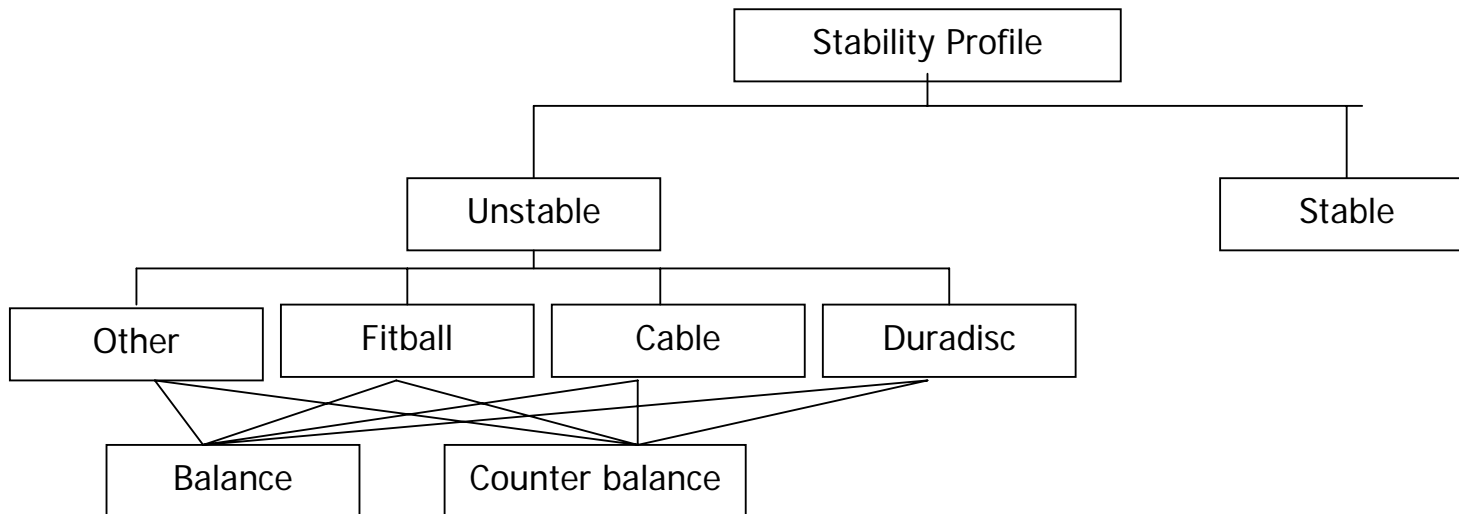 Stability Profile
Unstable
Stable
Other
Fitball
Cable
Duradisc
Balance
Counter balance